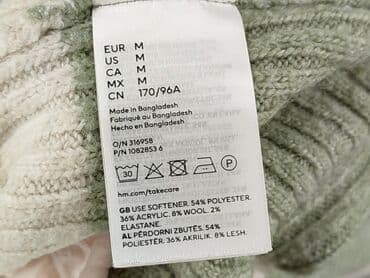 EUR M
US M
CA M
MX M
CN 170/96A
Made in Bangladesh
Fabriqué au Bangladesh
Hecho en Bangladesh
O/N 316958
P/N 1082853 6
30 P
hm.com/takecare
GB USE SOFTENER. 54% POLYESTER.
36% ACRYLIC. 8% WOOL. 2%
ELASTANE.
AL PËRDORNI ZBUTËS. 54%
POLIESTËR. 36% AKRILIK. 8% LESH.